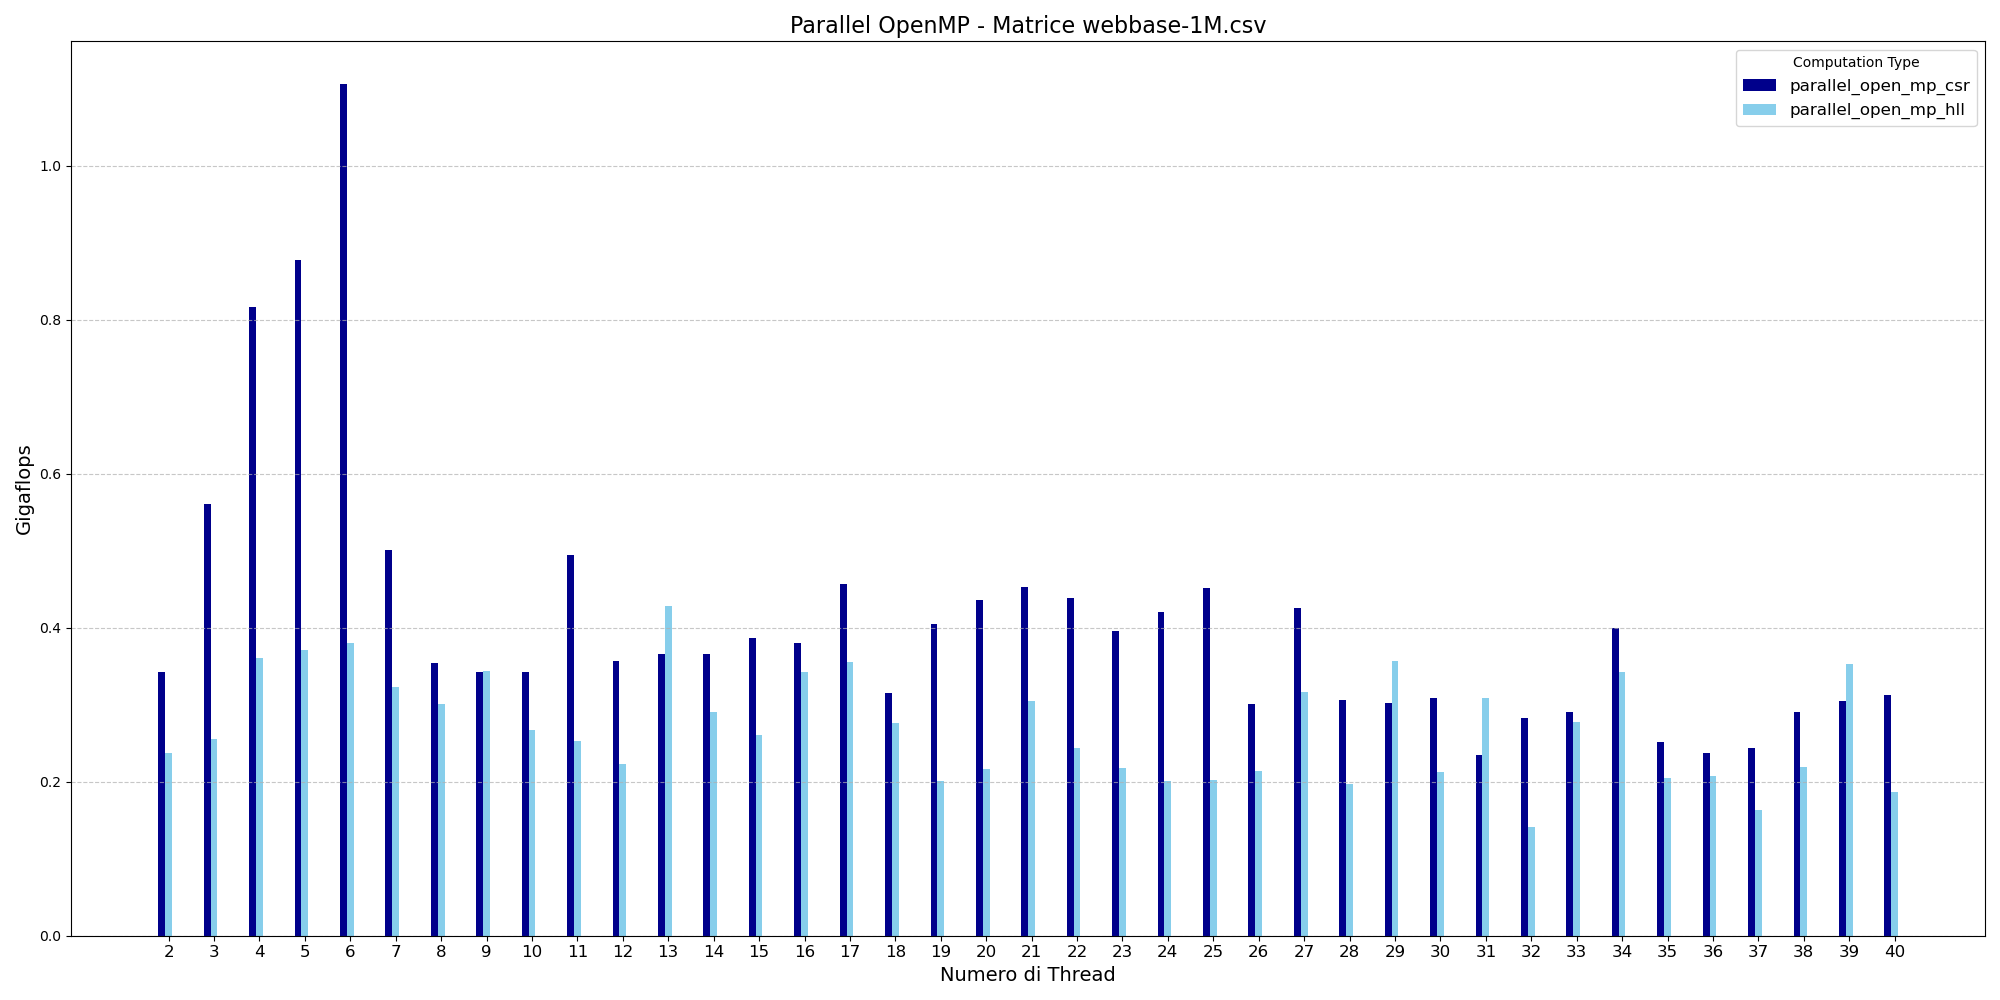 Parallel OpenMP - Matrice webbase-1M.csv
Computation Type
parallel_open_mp_csr
parallel_open_mp_hll
Gigaflops
1.0
0.8
0.6
0.4
0.2
0.0
2 3 4 5 6 7 8 9 10 11 12 13 14 15 16 17 18 19 20 21 22 23 24 25 26 27 28 29 30 31 32 33 34 35 36 37 38 39 40
Numero di Thread